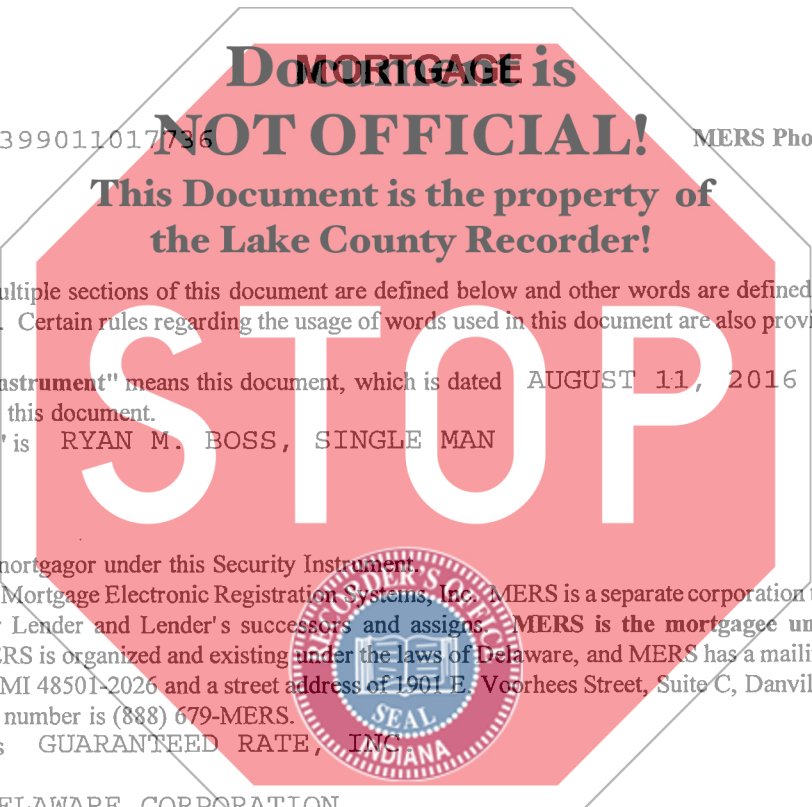 MORTGAGE
Document is
399011017736
NOT OFFICIAL!
MERS Pho
This Document is the property of
the Lake County Recorder!
ultiple sections of this document are defined below and other words are defined
. Certain rules regarding the usage of words used in this document are also provi
STOP
nstrument" means this document, which is dated AUGUST 11, 2016
this document.
" is RYAN M. BOSS, SINGLE MAN
mortgagor under this Security Instrument.
Mortgage Electronic Registration Systems, Inc. MERS is a separate corporation
r Lender and Lender's successors and assigns. MERS is the mortgagee un
ERS is organized and existing under the laws of Delaware, and MERS has a maili
MI 48501-2026 and a street address of 1901 E. Voorhees Street, Suite C, Danvil
number is (888) 679-MERS.
s GUARANTEED RATE, INC.
ELAWARE CORPORATION
RECORDER'S OFFICE
SEAL
INDIANA